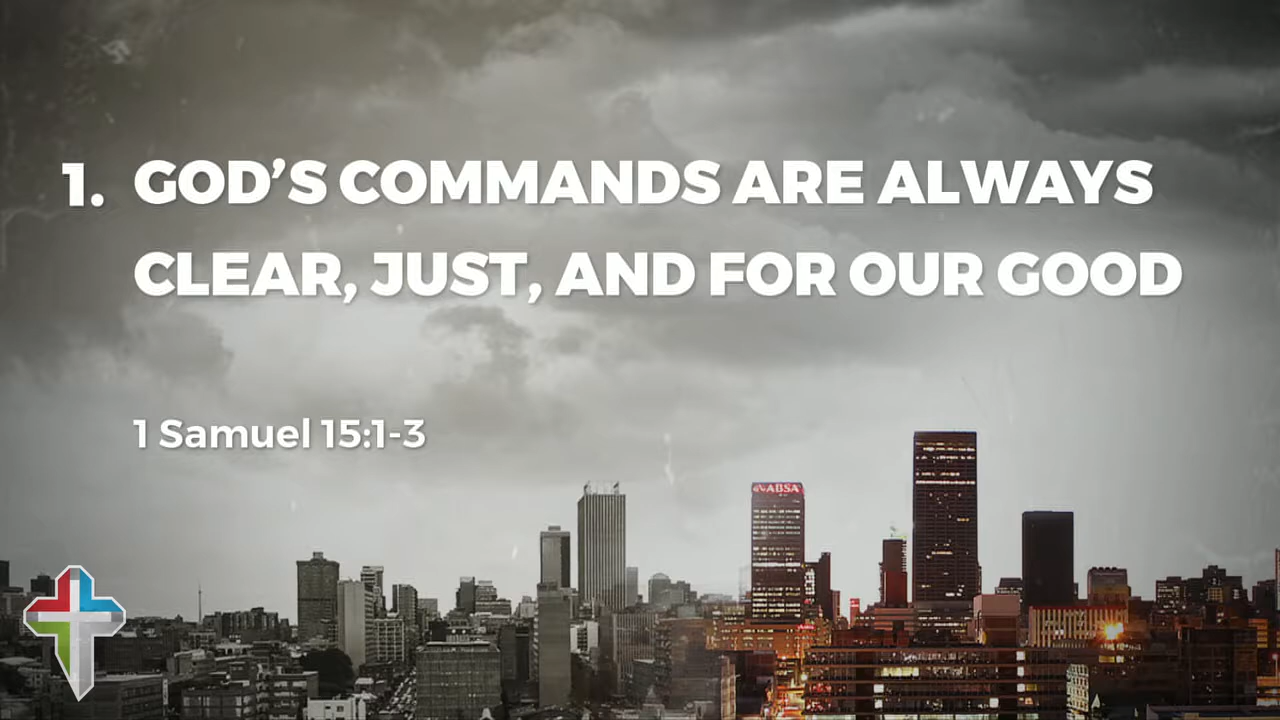 1. GOD'S COMMANDS ARE ALWAYS
CLEAR, JUST, AND FOR OUR GOOD
1 Samuel 15:1-3
ABSA